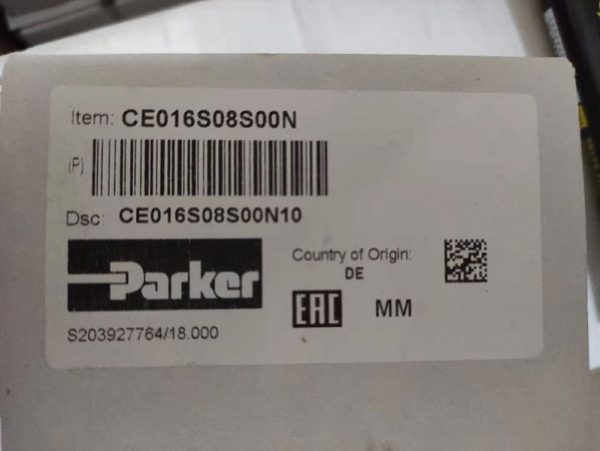 Item: CE016S08S00N
(P)
Dsc: CE016S08S00N10
Parker
Country of Origin:
DE
EAC
MM
S203927764/18.000